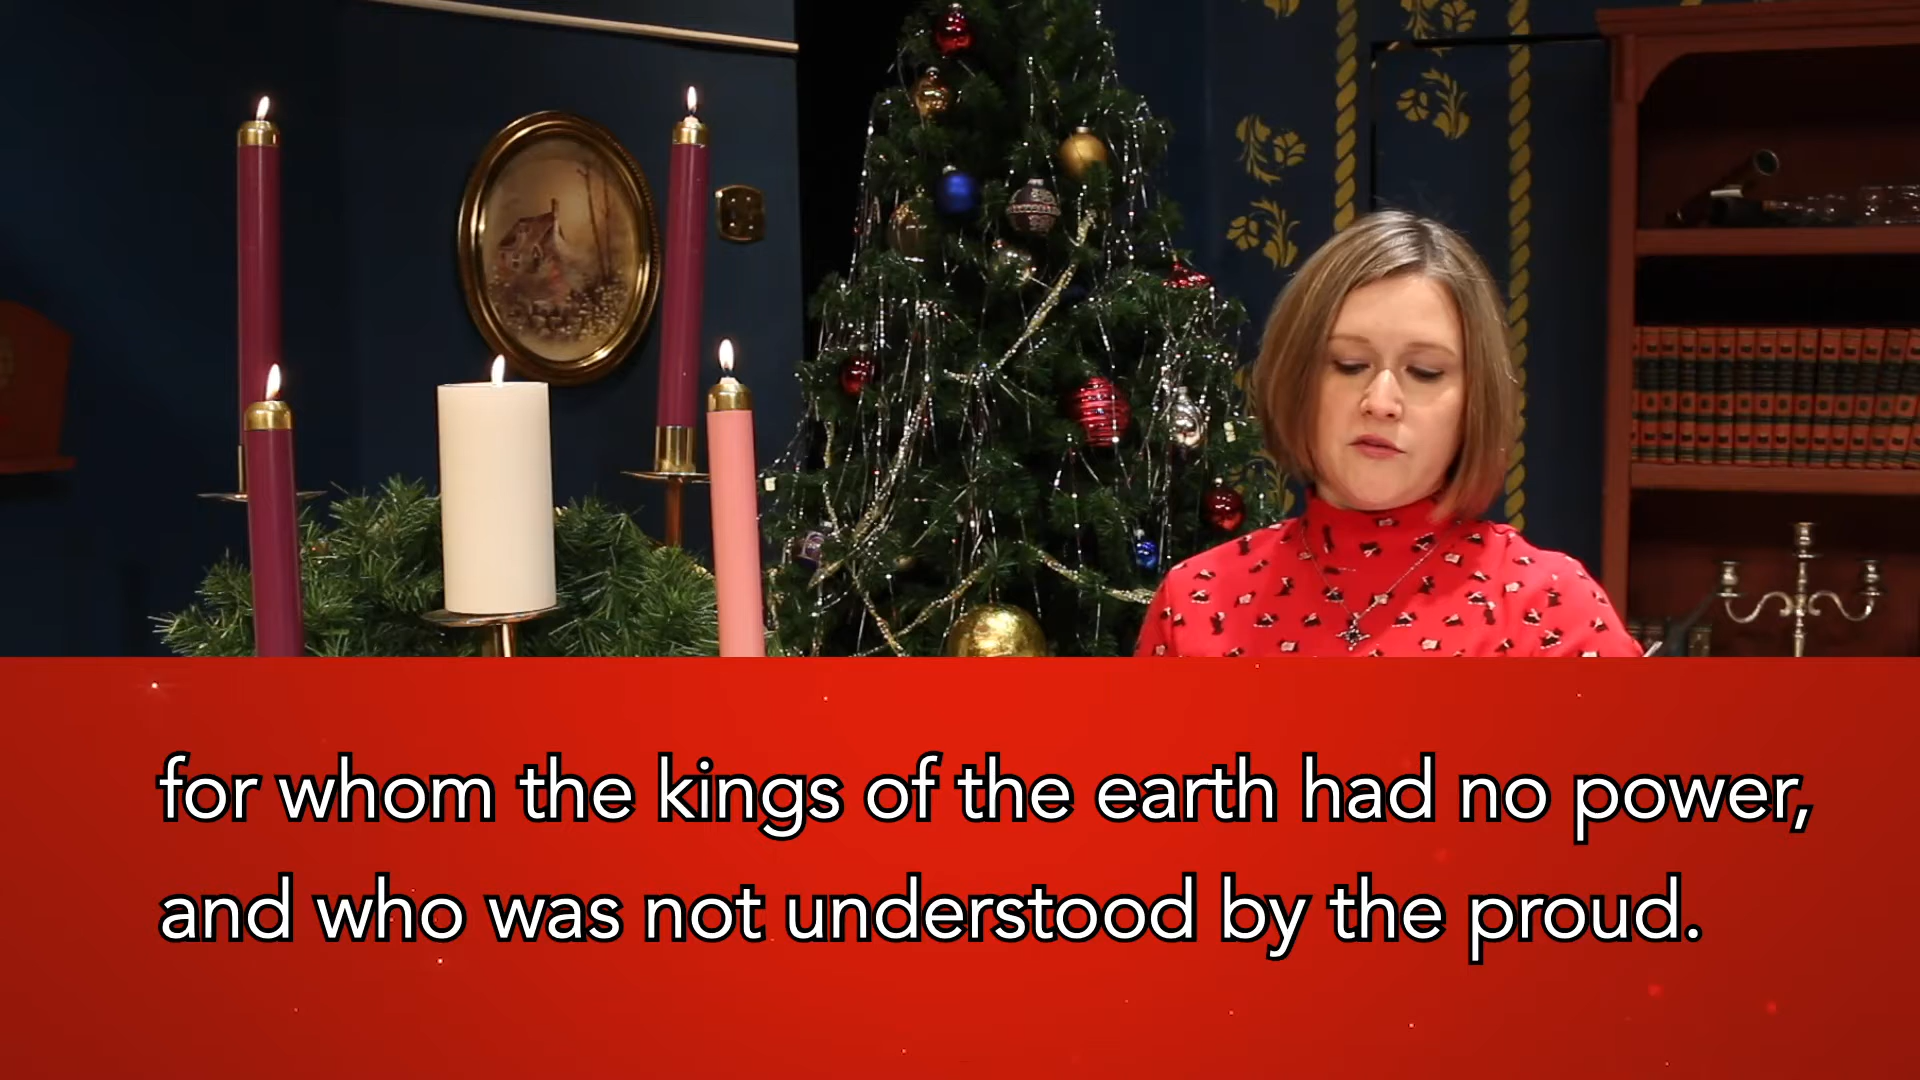 for whom the kings of the earth had no power,
and who was not understood by the proud.